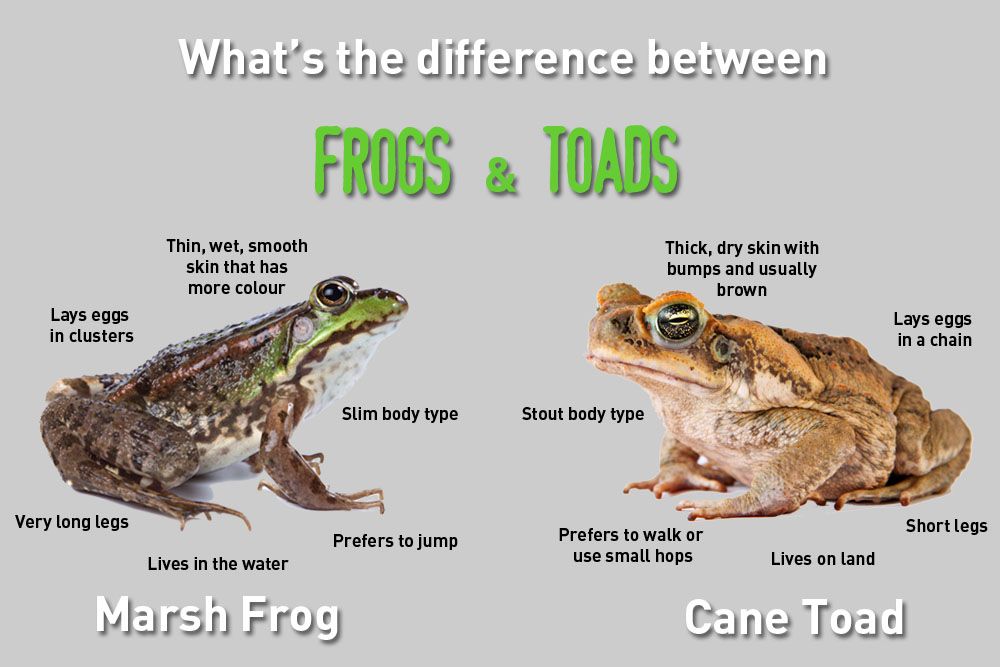 What's the difference between
FROGS & TOADS
Thin, wet, smooth
skin that has
more colour
Lays eggs
in clusters
Slim body type
Very long legs
Prefers to jump
Lives in the water
Marsh Frog
Thick, dry skin with
bumps and usually
brown
Lays eggs
in a chain
Stout body type
Short legs
Prefers to walk or
use small hops
Lives on land
Cane Toad